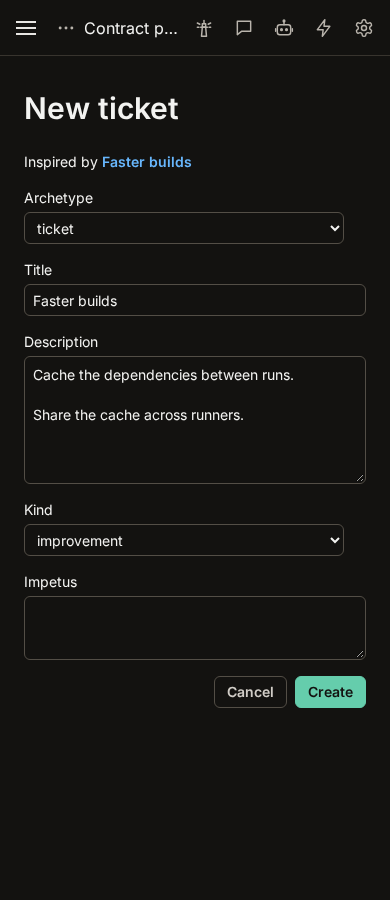 Contract p...
New ticket
Inspired by Faster builds
Archetype
ticket
Title
Faster builds
Description
Cache the dependencies between runs.
Share the cache across runners.
Kind
improvement
Impetus
Cancel
Create